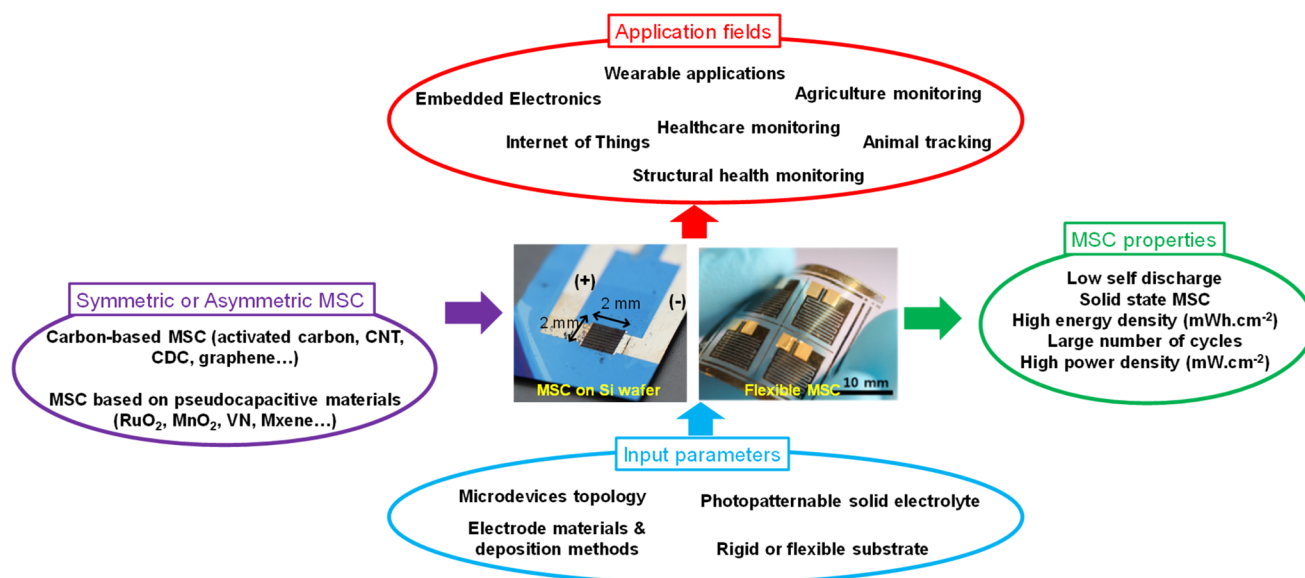 Application fields
Wearable applications
Embedded Electronics
Agriculture monitoring
Healthcare monitoring
Internet of Things
Animal tracking
Structural health monitoring
Symmetric or Asymmetric MSC
Carbon-based MSC (activated carbon, CNT,
CDC, graphene…)
MSC based on pseudocapacitive materials
(RuO₂, MnO₂, VN, Mxene…)
(+)
(-)
2 mm
2 mm
MSC on Si wafer
Flexible MSC
10 mm
MSC properties
Low self discharge
Solid state MSC
High energy density (mWh.cm⁻²)
Large number of cycles
High power density (mW.cm⁻²)
Input parameters
Microdevices topology
Photopatternable solid electrolyte
Electrode materials &
deposition methods
Rigid or flexible substrate